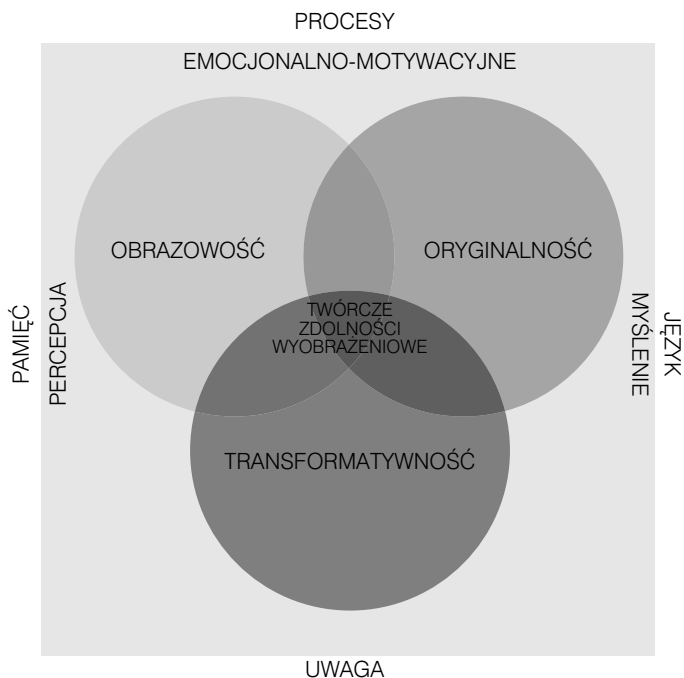 PROCESY
EMOCJONALNO-MOTYWACYJNE
OBRAZOWOŚĆ
ORYGINALNOŚĆ
PAMIĘĆ
PERCEPCJA
TWÓRCZE
ZDOLNOŚCI
WYOBRAŻENIOWE
MYŚLENIE
JĘZYK
TRANSFORMATYWNOŚĆ
UWAGA